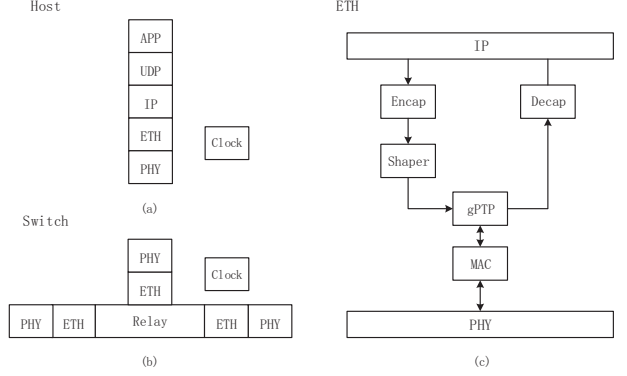 Host
APP
UDP
IP
ETH
PHY
Clock
(a)
Switch
PHY
ETH
Clock
PHY ETH Relay ETH PHY
(b)
ETH
IP
Encap Decap
Shaper
gPTP
MAC
PHY
(c)